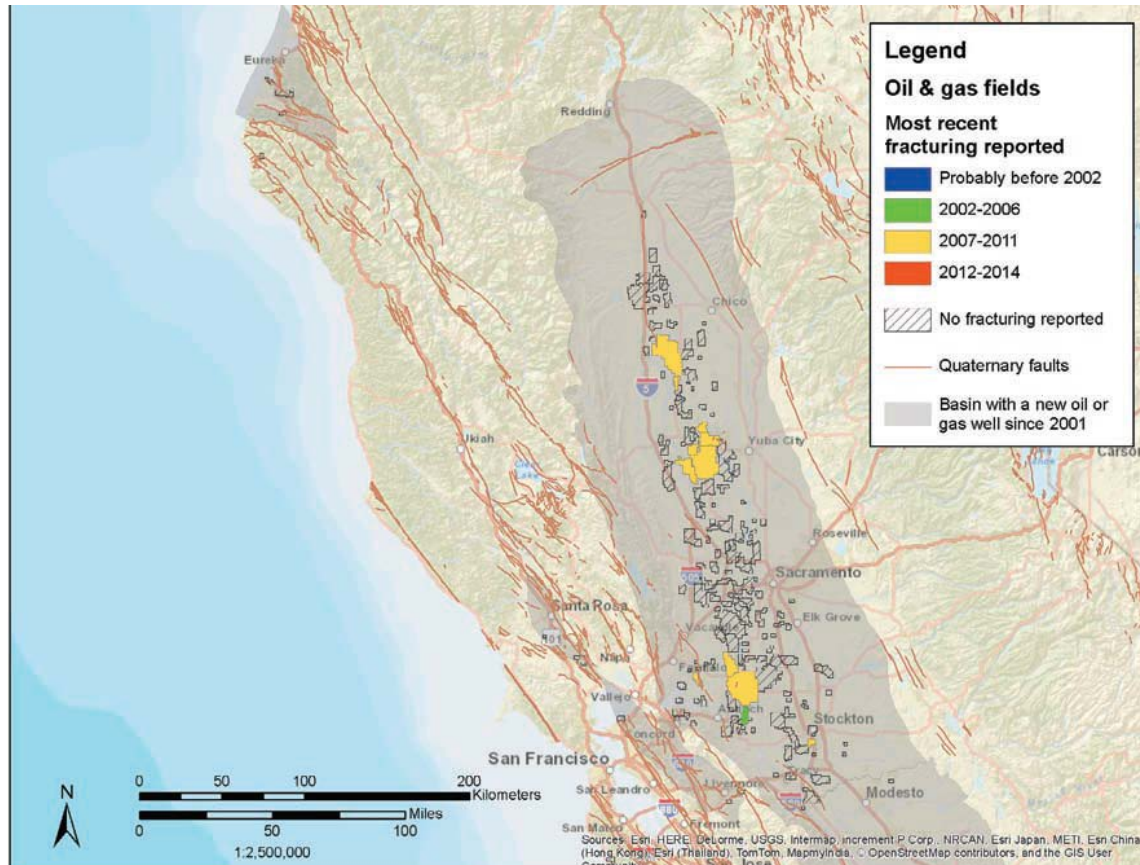 Legend
Oil & gas fields
Most recent
fracturing reported
Probably before 2002
2002-2006
2007-2011
2012-2014
No fracturing reported
Quaternary faults
Basin with a new oil or
gas well since 2001
Eureka
Redding
Chico
5
Ukiah
Yuba City
Carson
Roseville
Sacramento
Santa Rosa
Elk Grove
101
Napa
Vallejo
Stockton
Concord
San Francisco
San Leandro
Livermore
Modesto
San Mateo
Fremont
N
0 50 100 200
Kilometers
Miles
0 50 100
1:2,500,000
Sources: Esri, HERE, DeLorme, USGS, Intermap, increment P Corp., NRCAN, Esri Japan, METI, Esri China
(Hong Kong), Esri (Thailand), TomTom, MapmyIndia, © OpenStreetMap contributors, and the GIS User